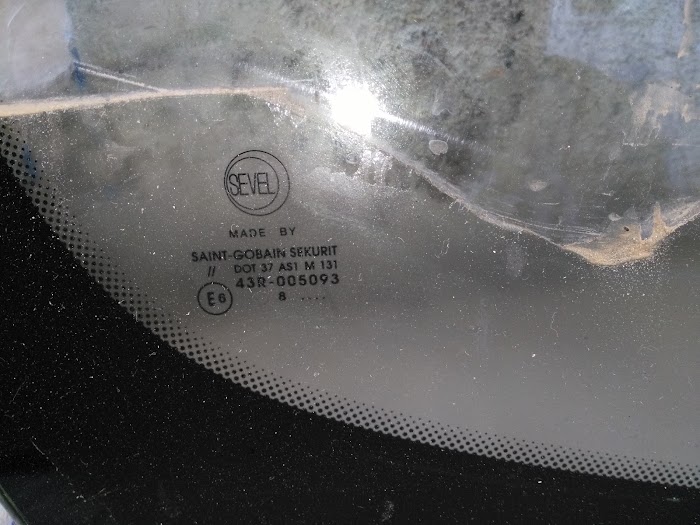 SEVEL
MADE BY
SAINT-GOBAIN SEKURIT
// DOT 37 AS1 M 131
43R-005093
E6
8 ....